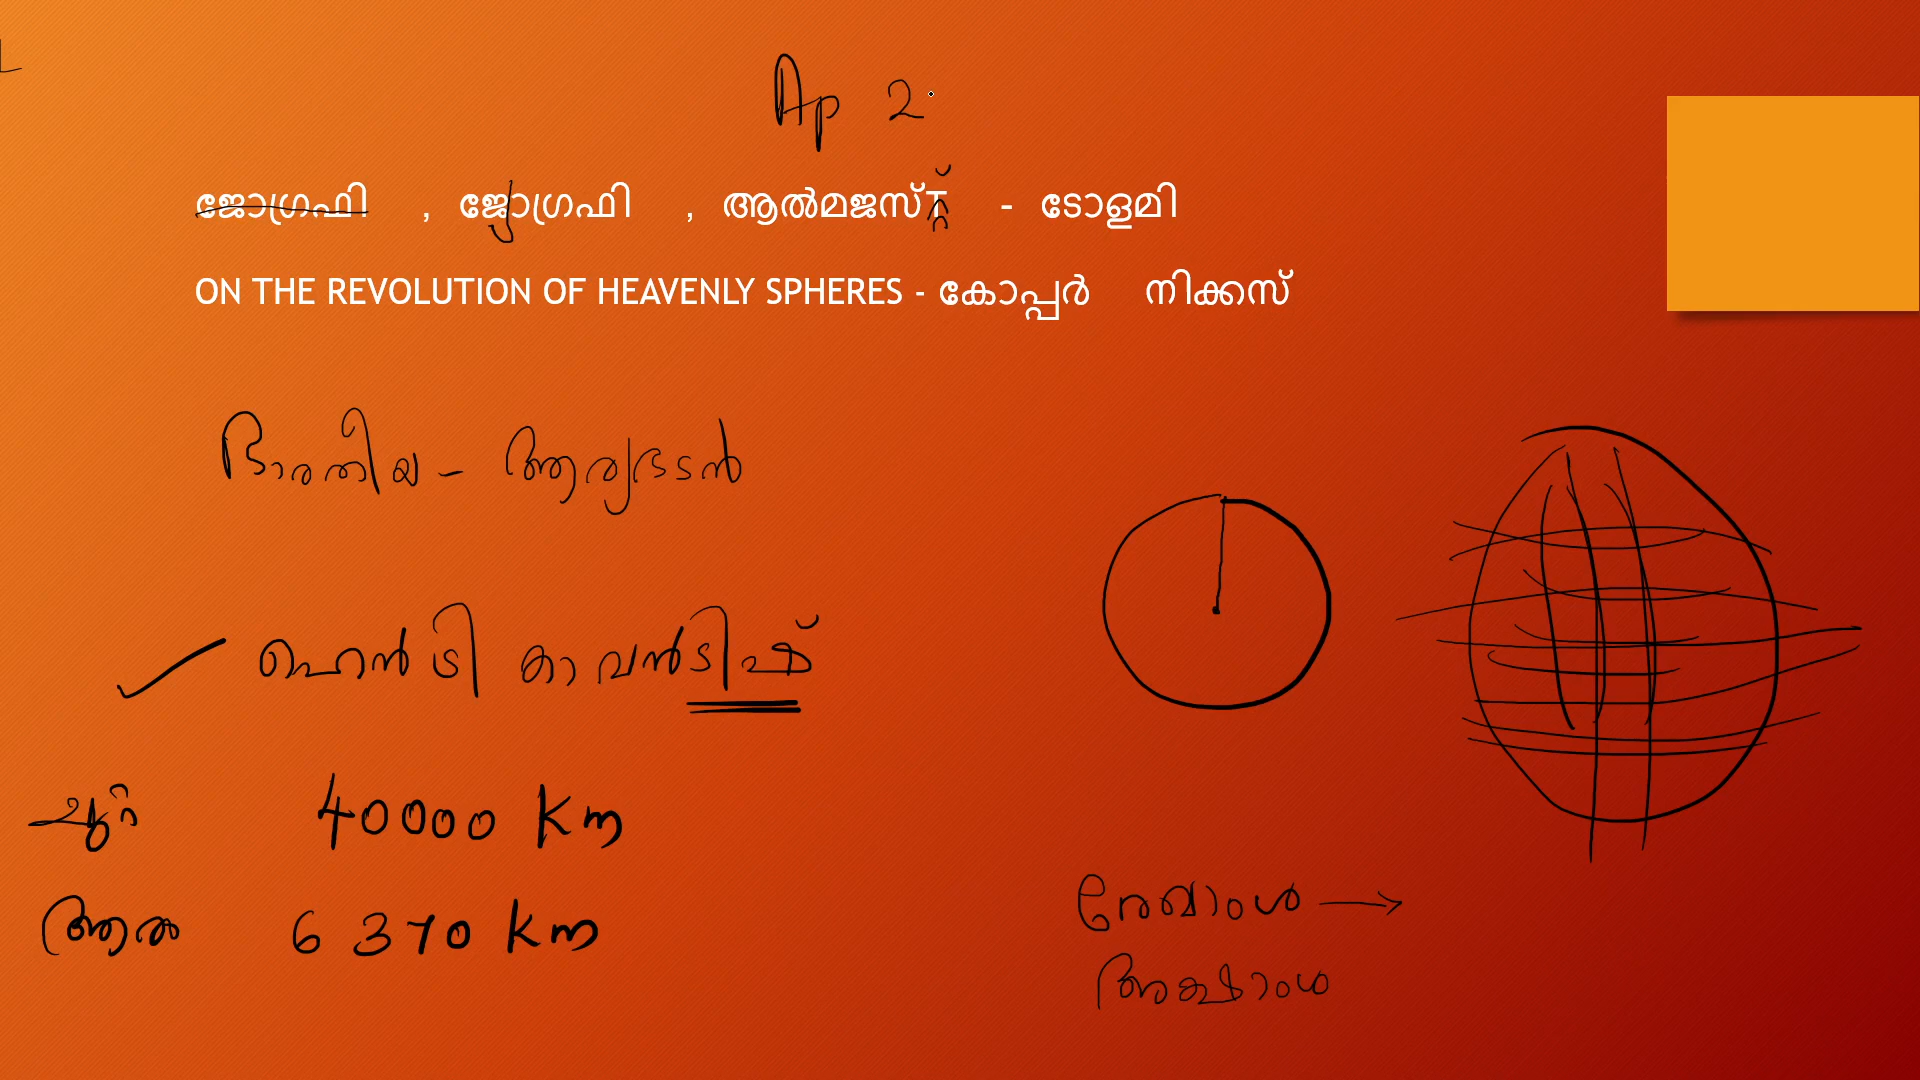 Ap 2
ജോഗ്രഫി , ജ്യോഗ്രഫി , ആൽമജസ്റ്റ് - ടോളമി
ON THE REVOLUTION OF HEAVENLY SPHERES - കോപ്പർ നിക്കസ്
ഭാരതീയ - ആര്യഭടൻ
ഹെൻട്രി കാവൻടിഷ്
ചുറ്റ 40000 Km
ആരം 6370 km
രേഖാംശ →
അക്ഷാംശ